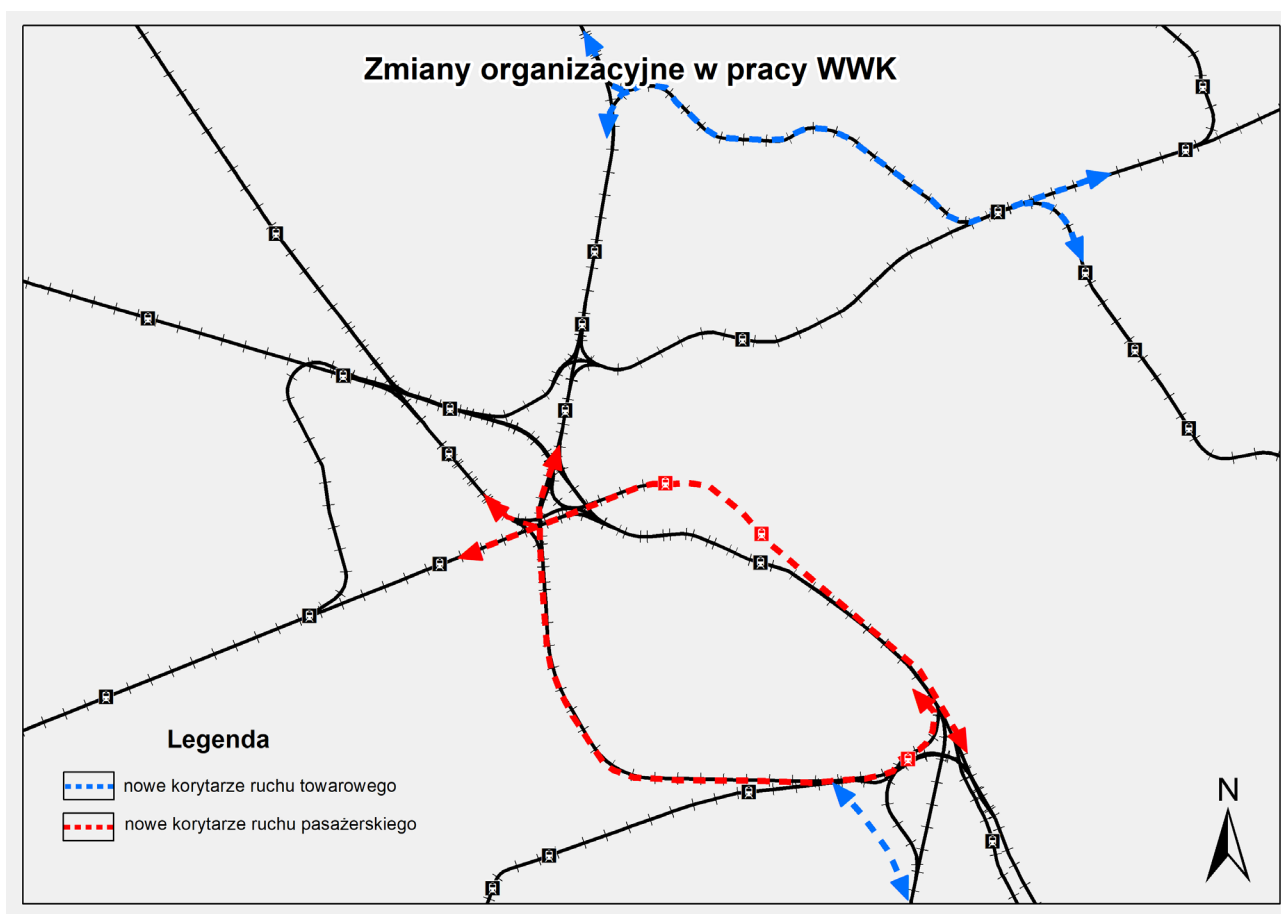 Zmiany organizacyjne w pracy WWK
Legenda
nowe korytarze ruchu towarowego
nowe korytarze ruchu pasażerskiego
N